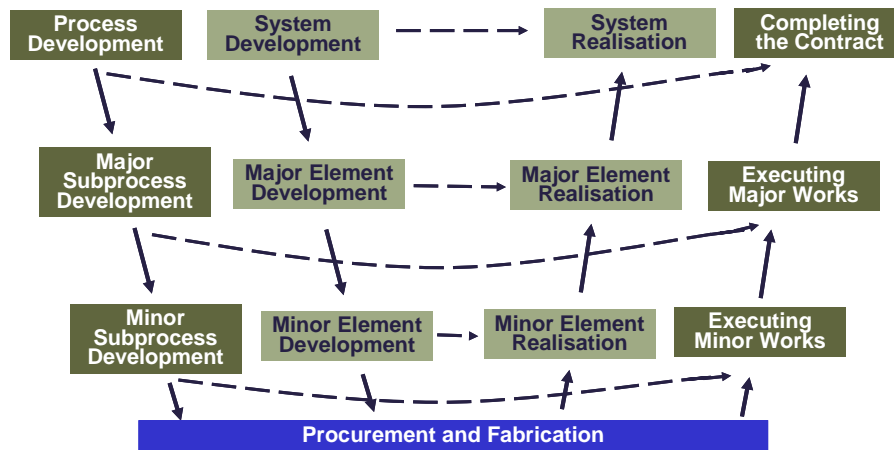 Process
Development
System
Development
System
Realisation
Completing
the Contract
Major
Subprocess
Development
Major Element
Development
Major Element
Realisation
Executing
Major Works
Minor
Subprocess
Development
Minor Element
Development
Minor Element
Realisation
Executing
Minor Works
Procurement and Fabrication